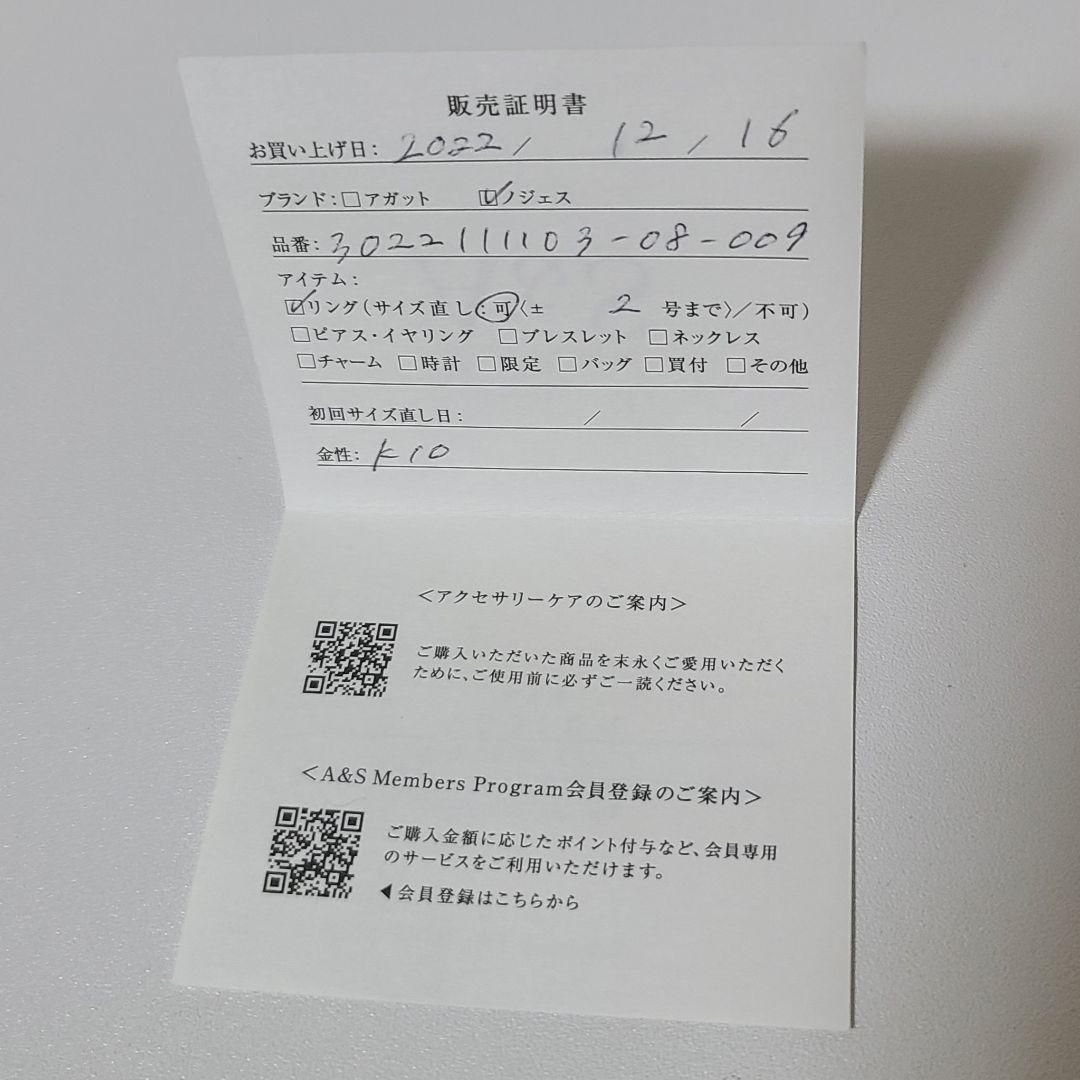 販売証明書
お買い上げ日: 2022/ 12/16
ブランド:□アガット ☑ノジェス
品番: 3022111103-08-009
アイテム:
☑リング(サイズ直し:可〈± 2 号まで〉/不可)
□ピアス・イヤリング □ブレスレット □ネックレス
□チャーム □時計 □限定 □バッグ □買付 □その他
初回サイズ直し日: / /
金性: K10
<アクセサリーケアのご案内>
ご購入いただいた商品を末永くご愛用いただく
ために、ご使用前に必ずご一読ください。
<A&S Members Program会員登録のご案内>
ご購入金額に応じたポイント付与など、会員専用
のサービスをご利用いただけます。
◀会員登録はこちらから